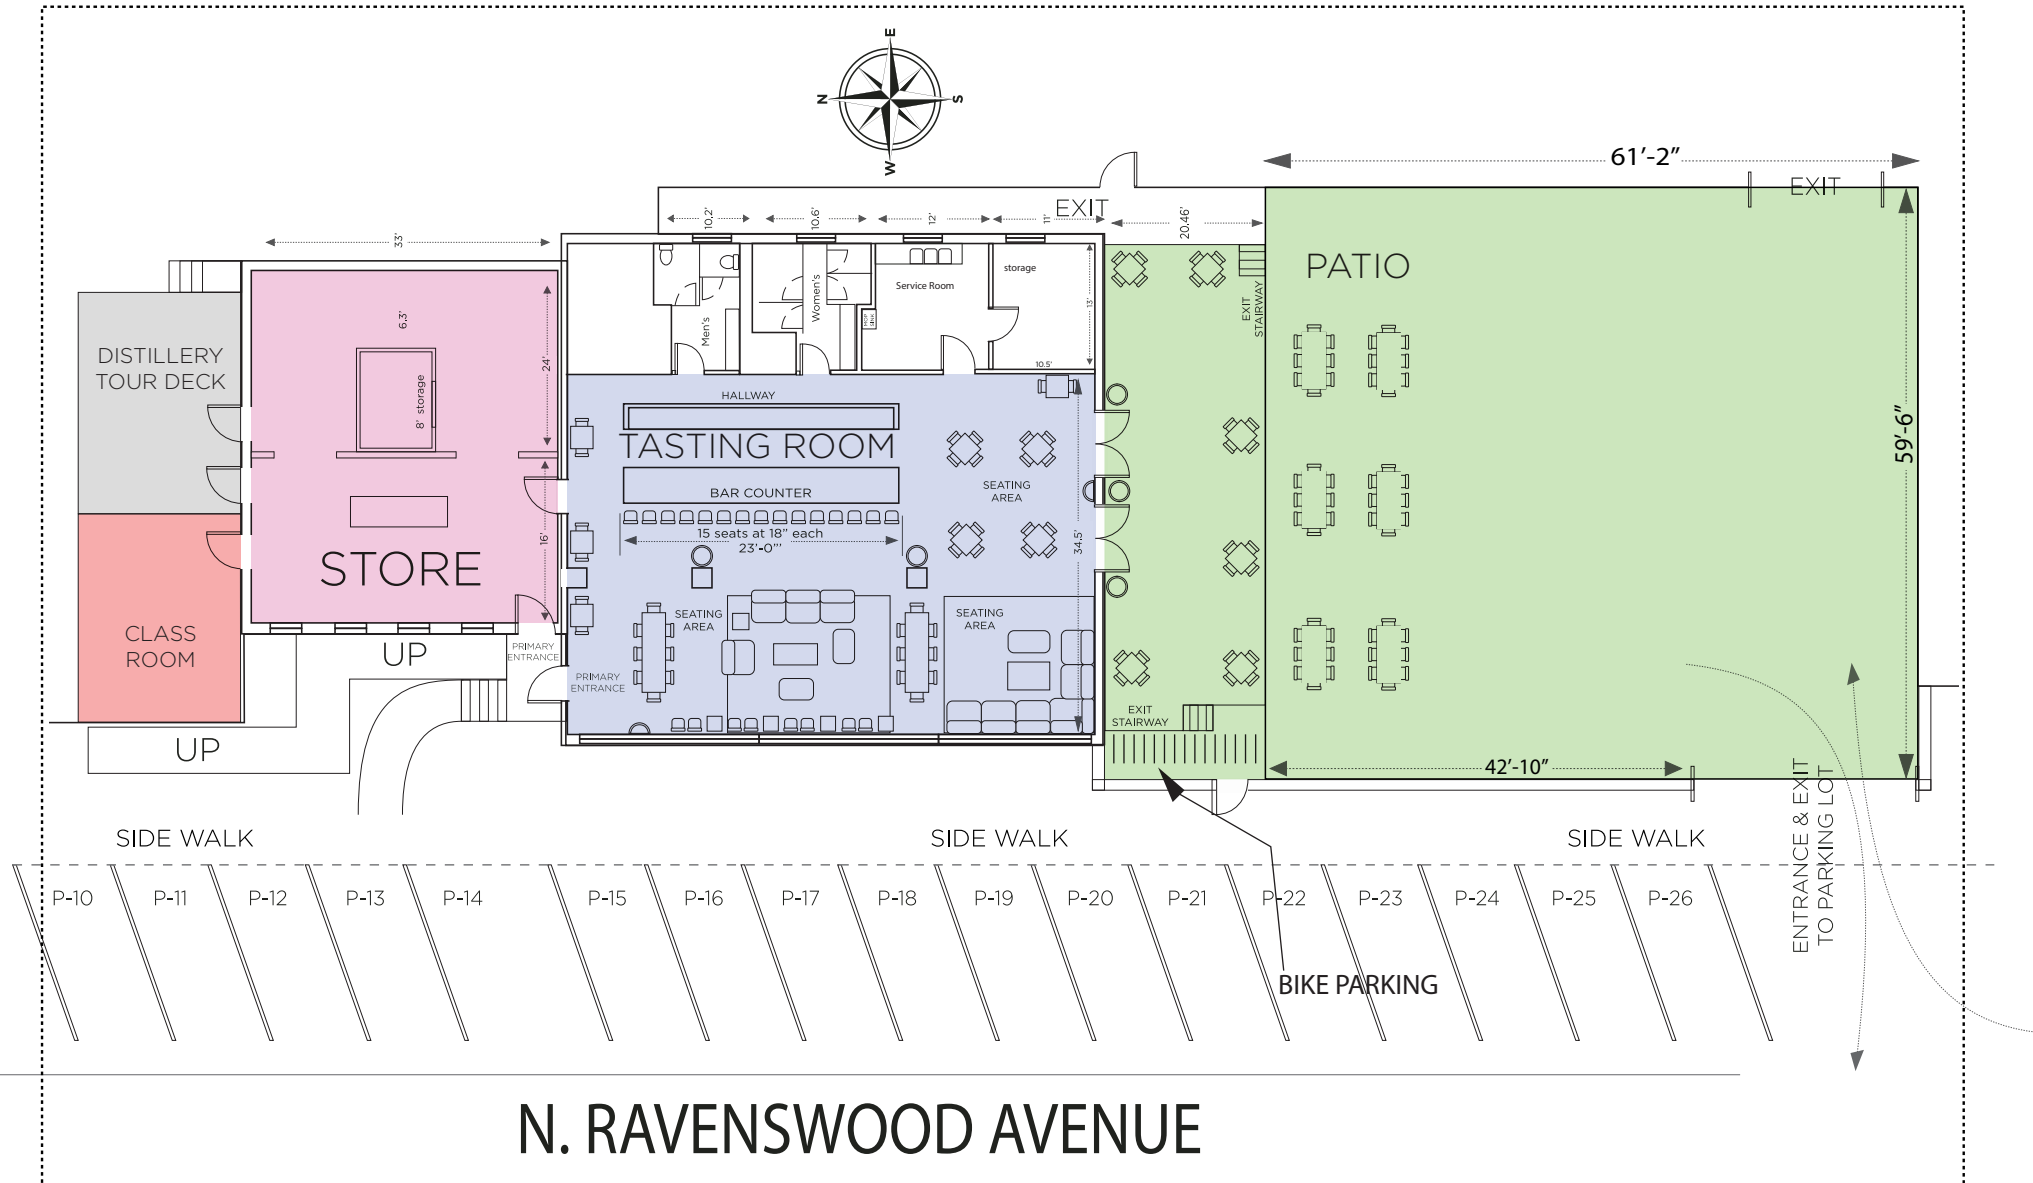 E
N
S
W
61'-2"
EXIT
EXIT
10.2'
10.6'
12'
11'
20.46'
33'
PATIO
storage
Service Room
Women's
Men's
MOP
SINK
13'
10.5'
EXIT
STAIRWAY
6.3'
24'
8' storage
16'
DISTILLERY
TOUR DECK
HALLWAY
TASTING ROOM
BAR COUNTER
SEATING
AREA
15 seats at 18" each
23'-0"'
34.5'
59'-6"
STORE
CLASS
ROOM
SEATING
AREA
SEATING
AREA
UP
PRIMARY
ENTRANCE
PRIMARY
ENTRANCE
EXIT
STAIRWAY
UP
42'-10"
ENTRANCE & EXIT
TO PARKING LOT
SIDE WALK
SIDE WALK
SIDE WALK
P-10
P-11
P-12
P-13
P-14
P-15
P-16
P-17
P-18
P-19
P-20
P-21
P-22
P-23
P-24
P-25
P-26
BIKE PARKING
N. RAVENSWOOD AVENUE